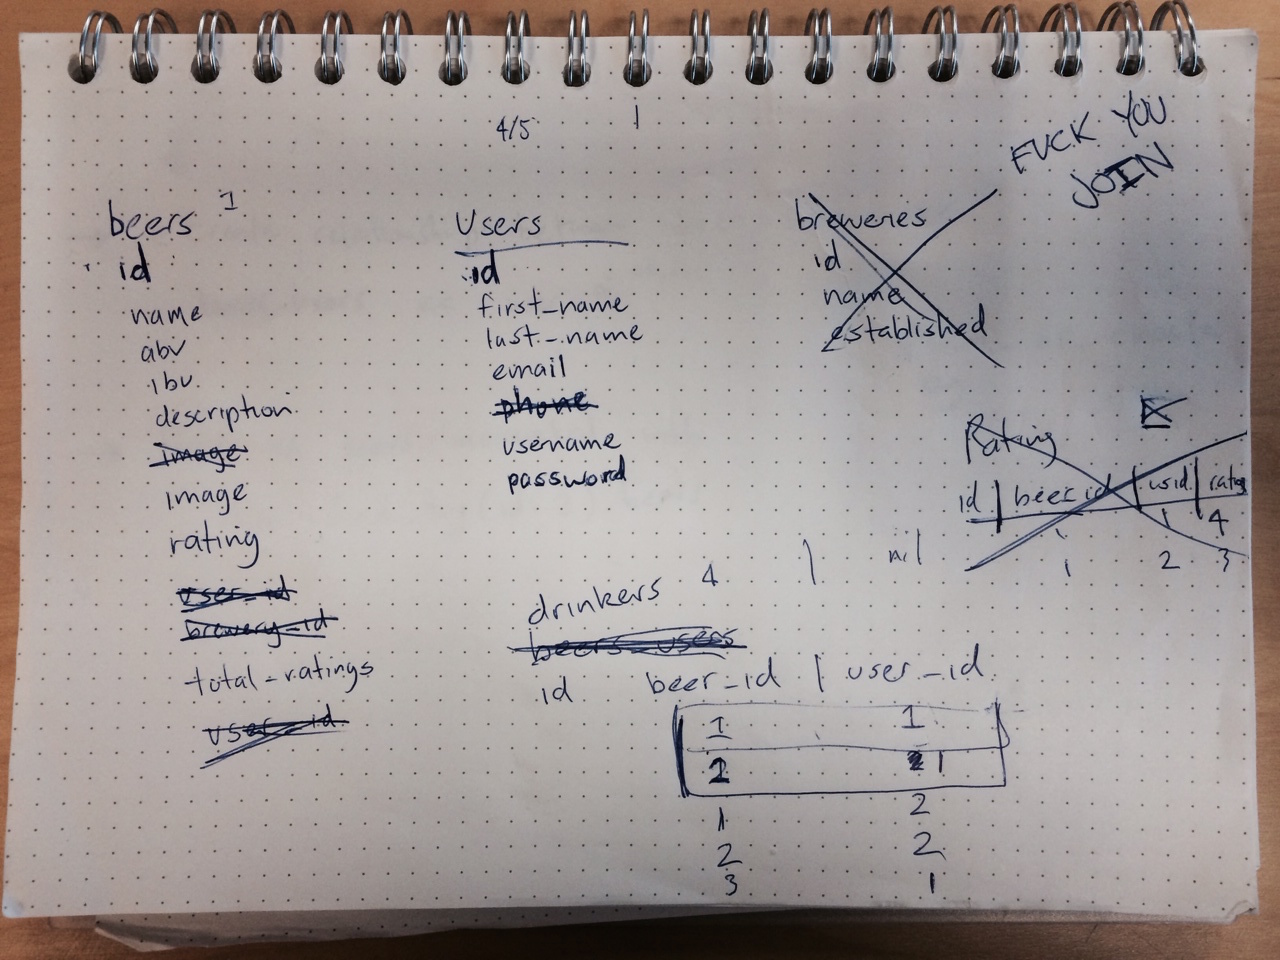 4/5 1
FUCK YOU
JOIN
beers 1
id
name
abv
ibu
description
image
image
rating
user_id
brewery_id
total_ratings
user_id
Users
id
first_name
last_name
email
phone
username
password
breweries
id
name
established
Rating
id | beer_id | usid | rating
1 4
1 2 3
1 nil
drinkers 4
beers_users
id beer_id | user_id
1 1
1 1
1 2
2 2
3 1